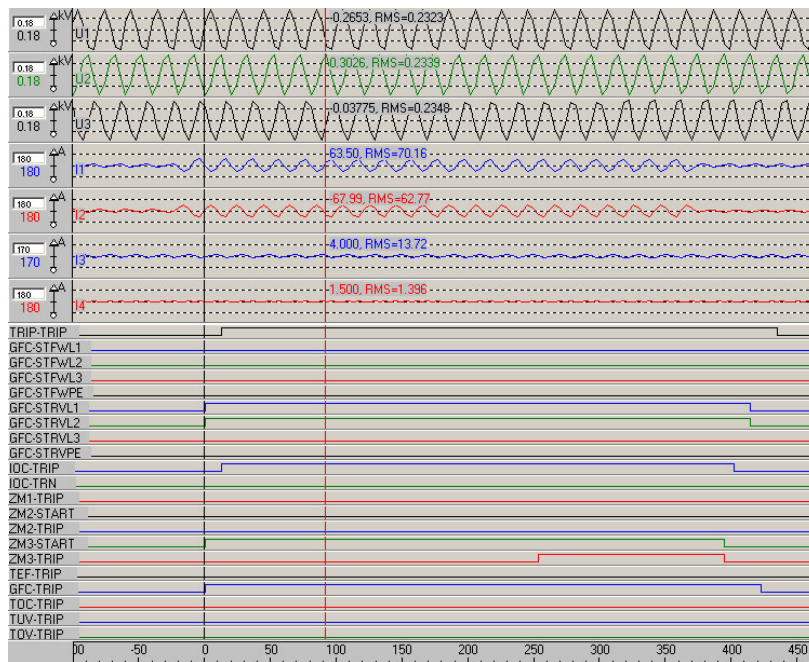 0.18 kV -0.2653, RMS=0.2323
0.18 U1
0.18 kV 0.3026, RMS=0.2339
0.18 U2
0.18 kV -0.03775, RMS=0.2348
0.18 U3
180 A 63.50, RMS=70.16
180 I1
180 A -67.99, RMS=62.77
180 I2
170 A 4.000, RMS=13.72
170 I3
180 A 1.500, RMS=1.396
180 I4
TRIP-TRIP
GFC-STFWL1
GFC-STFWL2
GFC-STFWL3
GFC-STFWPE
GFC-STRVL1
GFC-STRVL2
GFC-STRVL3
GFC-STRVPE
IOC-TRIP
IOC-TRN
ZM1-TRIP
ZM2-START
ZM2-TRIP
ZM3-START
ZM3-TRIP
TEF-TRIP
GFC-TRIP
TOC-TRIP
TUV-TRIP
TOV-TRIP
00 -50 0 50 100 150 200 250 300 350 400 450